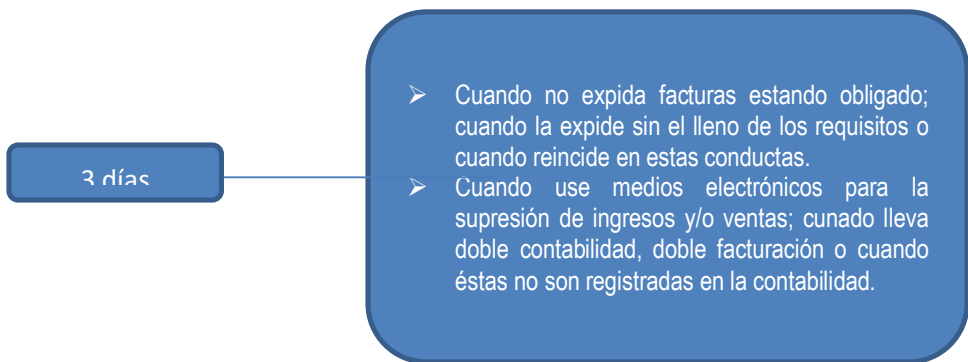 ➢ Cuando no expida facturas estando obligado;
cuando la expide sin el lleno de los requisitos o
cuando reincide en estas conductas.
3 días
➢ Cuando use medios electrónicos para la
supresión de ingresos y/o ventas; cunado lleva
doble contabilidad, doble facturación o cuando
éstas no son registradas en la contabilidad.